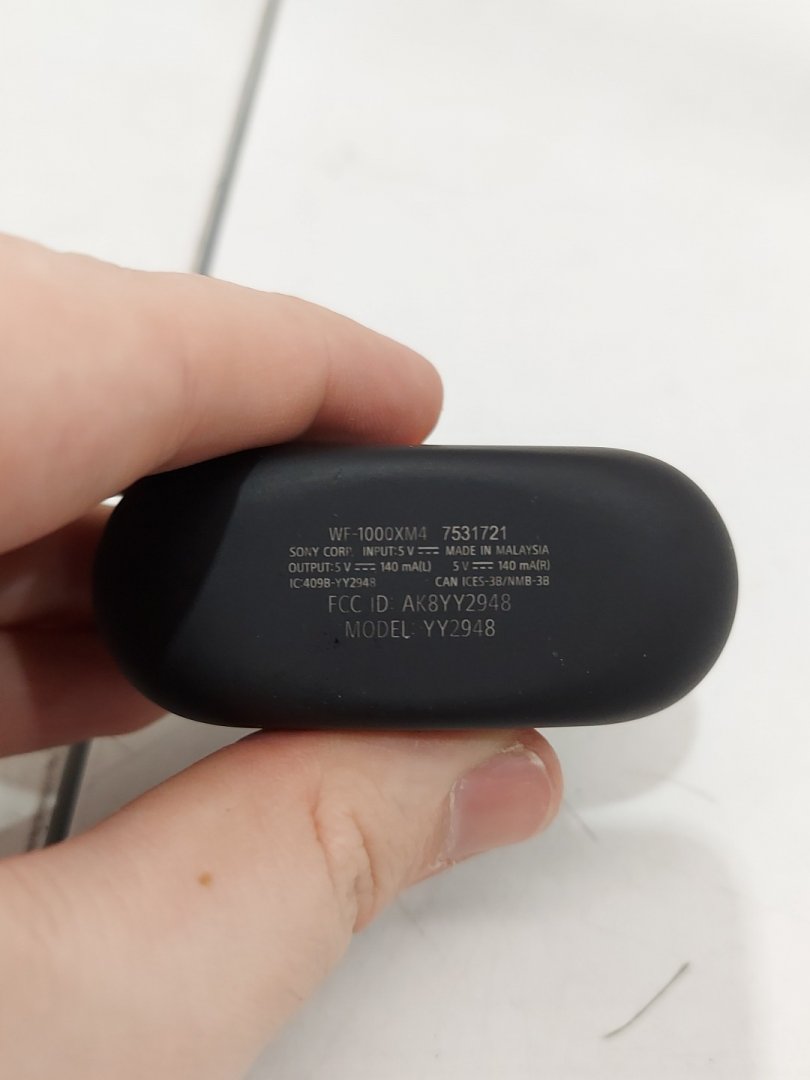 WF-1000XM4 7531721
SONY CORP. INPUT:5 V ⎓ MADE IN MALAYSIA
OUTPUT:5 V ⎓ 140 mA(L) 5 V ⎓ 140 mA(R)
IC:409B-YY2948 CAN ICES-3B/NMB-3B
FCC ID: AK8YY2948
MODEL: YY2948